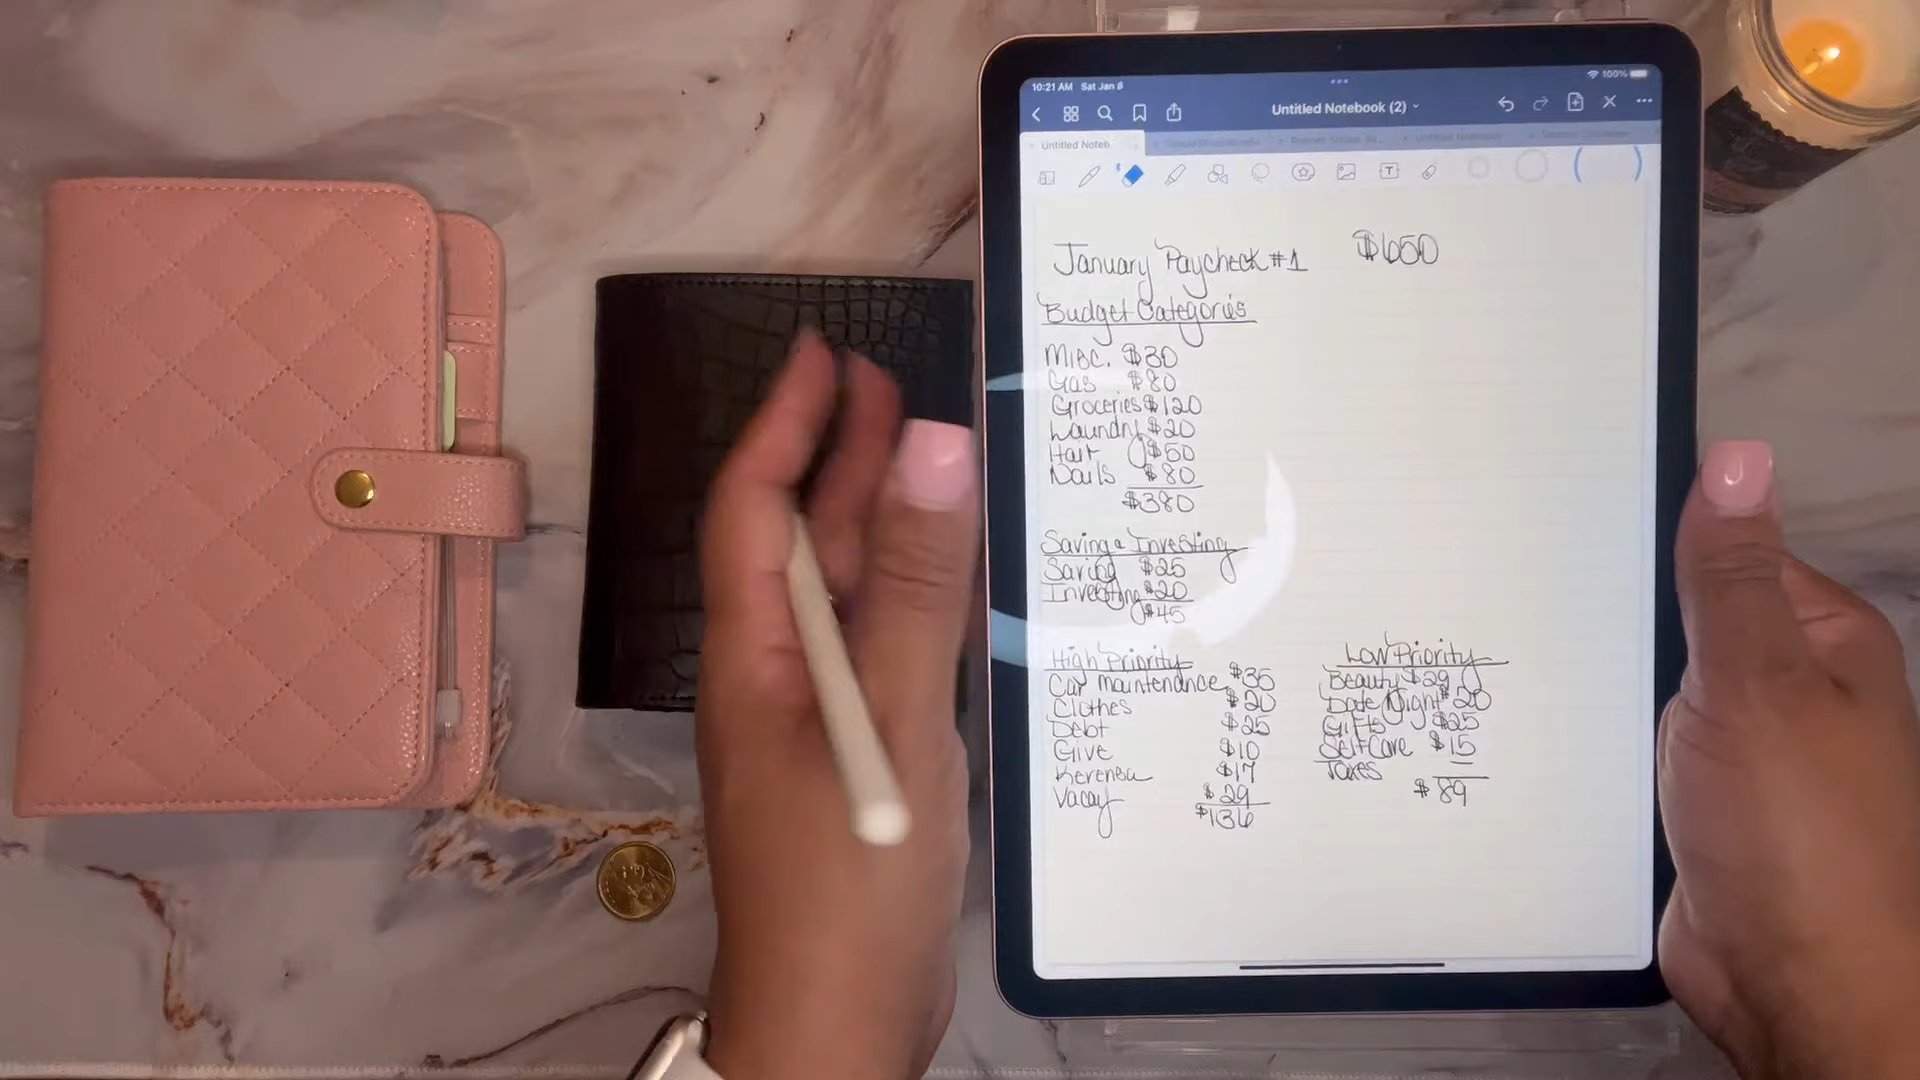 10:21 AM Sat Jan 8
100%
Untitled Notebook (2)
Untitled Noteb
January Paycheck #1 $650
Budget Categories
Misc. $30
Gas $80
Groceries $120
Laundry $20
Hair $50
Nails $80
$380
Saving & Investing
Saving $25
Investing $20
$45
High Priority
Car Maintenance $35
Clothes $20
Debt $25
Give $10
Kerensa $17
Vacay $29
$136
Low Priority
Beauty $29
Date Night $20
Gifts $25
Self Care $15
Taxes –
$89